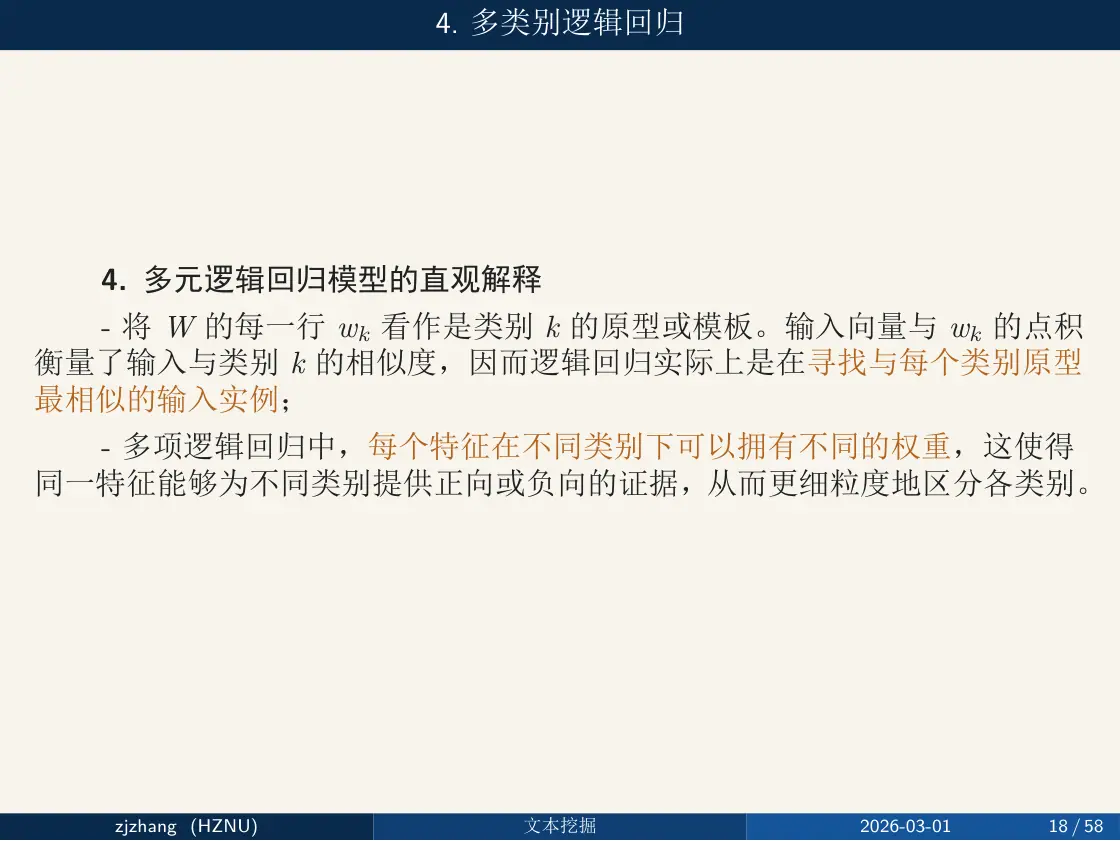 4. 多类别逻辑回归
4. 多元逻辑回归模型的直观解释
- 将 W 的每一行 wₖ 看作是类别 k 的原型或模板。输入向量与 wₖ 的点积
衡量了输入与类别 k 的相似度，因而逻辑回归实际上是在寻找与每个类别原型
最相似的输入实例；
- 多项逻辑回归中，每个特征在不同类别下可以拥有不同的权重，这使得
同一特征能够为不同类别提供正向或负向的证据，从而更细粒度地区分各类别。
zjzhang (HZNU) 文本挖掘 2026-03-01 18 / 58